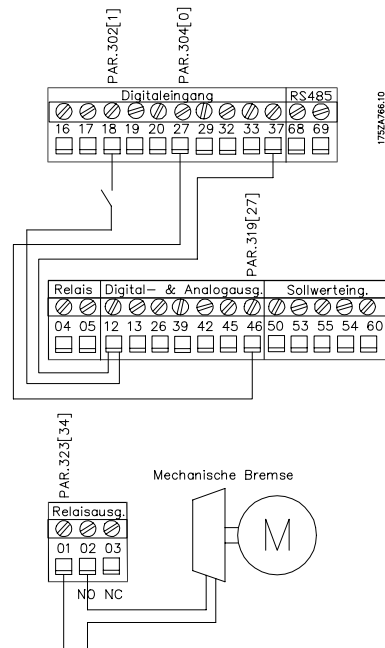 PAR.302[1]
PAR.304[0]
Digitaleingang RS485
16 17 18 19 20 27 29 32 33 37 68 69
175ZA766.10
PAR.319[27]
Relais Digital- & Analogausg. Sollwerteing.
04 05 12 13 26 39 42 45 46 50 53 55 54 60
PAR.323[34]
Mechanische Bremse
Relaisausg.
01 02 03
NO NC
M